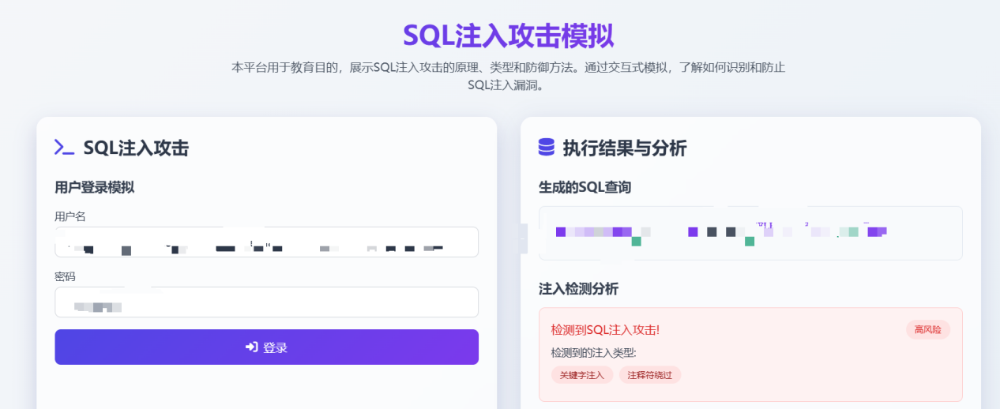 SQL注入攻击模拟
本平台用于教育目的，展示SQL注入攻击的原理、类型和防御方法。通过交互式模拟，了解如何识别和防止
SQL注入漏洞。
SQL注入攻击
用户登录模拟
用户名
密码
登录
执行结果与分析
生成的SQL查询
注入检测分析
检测到SQL注入攻击!
高风险
检测到的注入类型:
关键字注入
注释符绕过